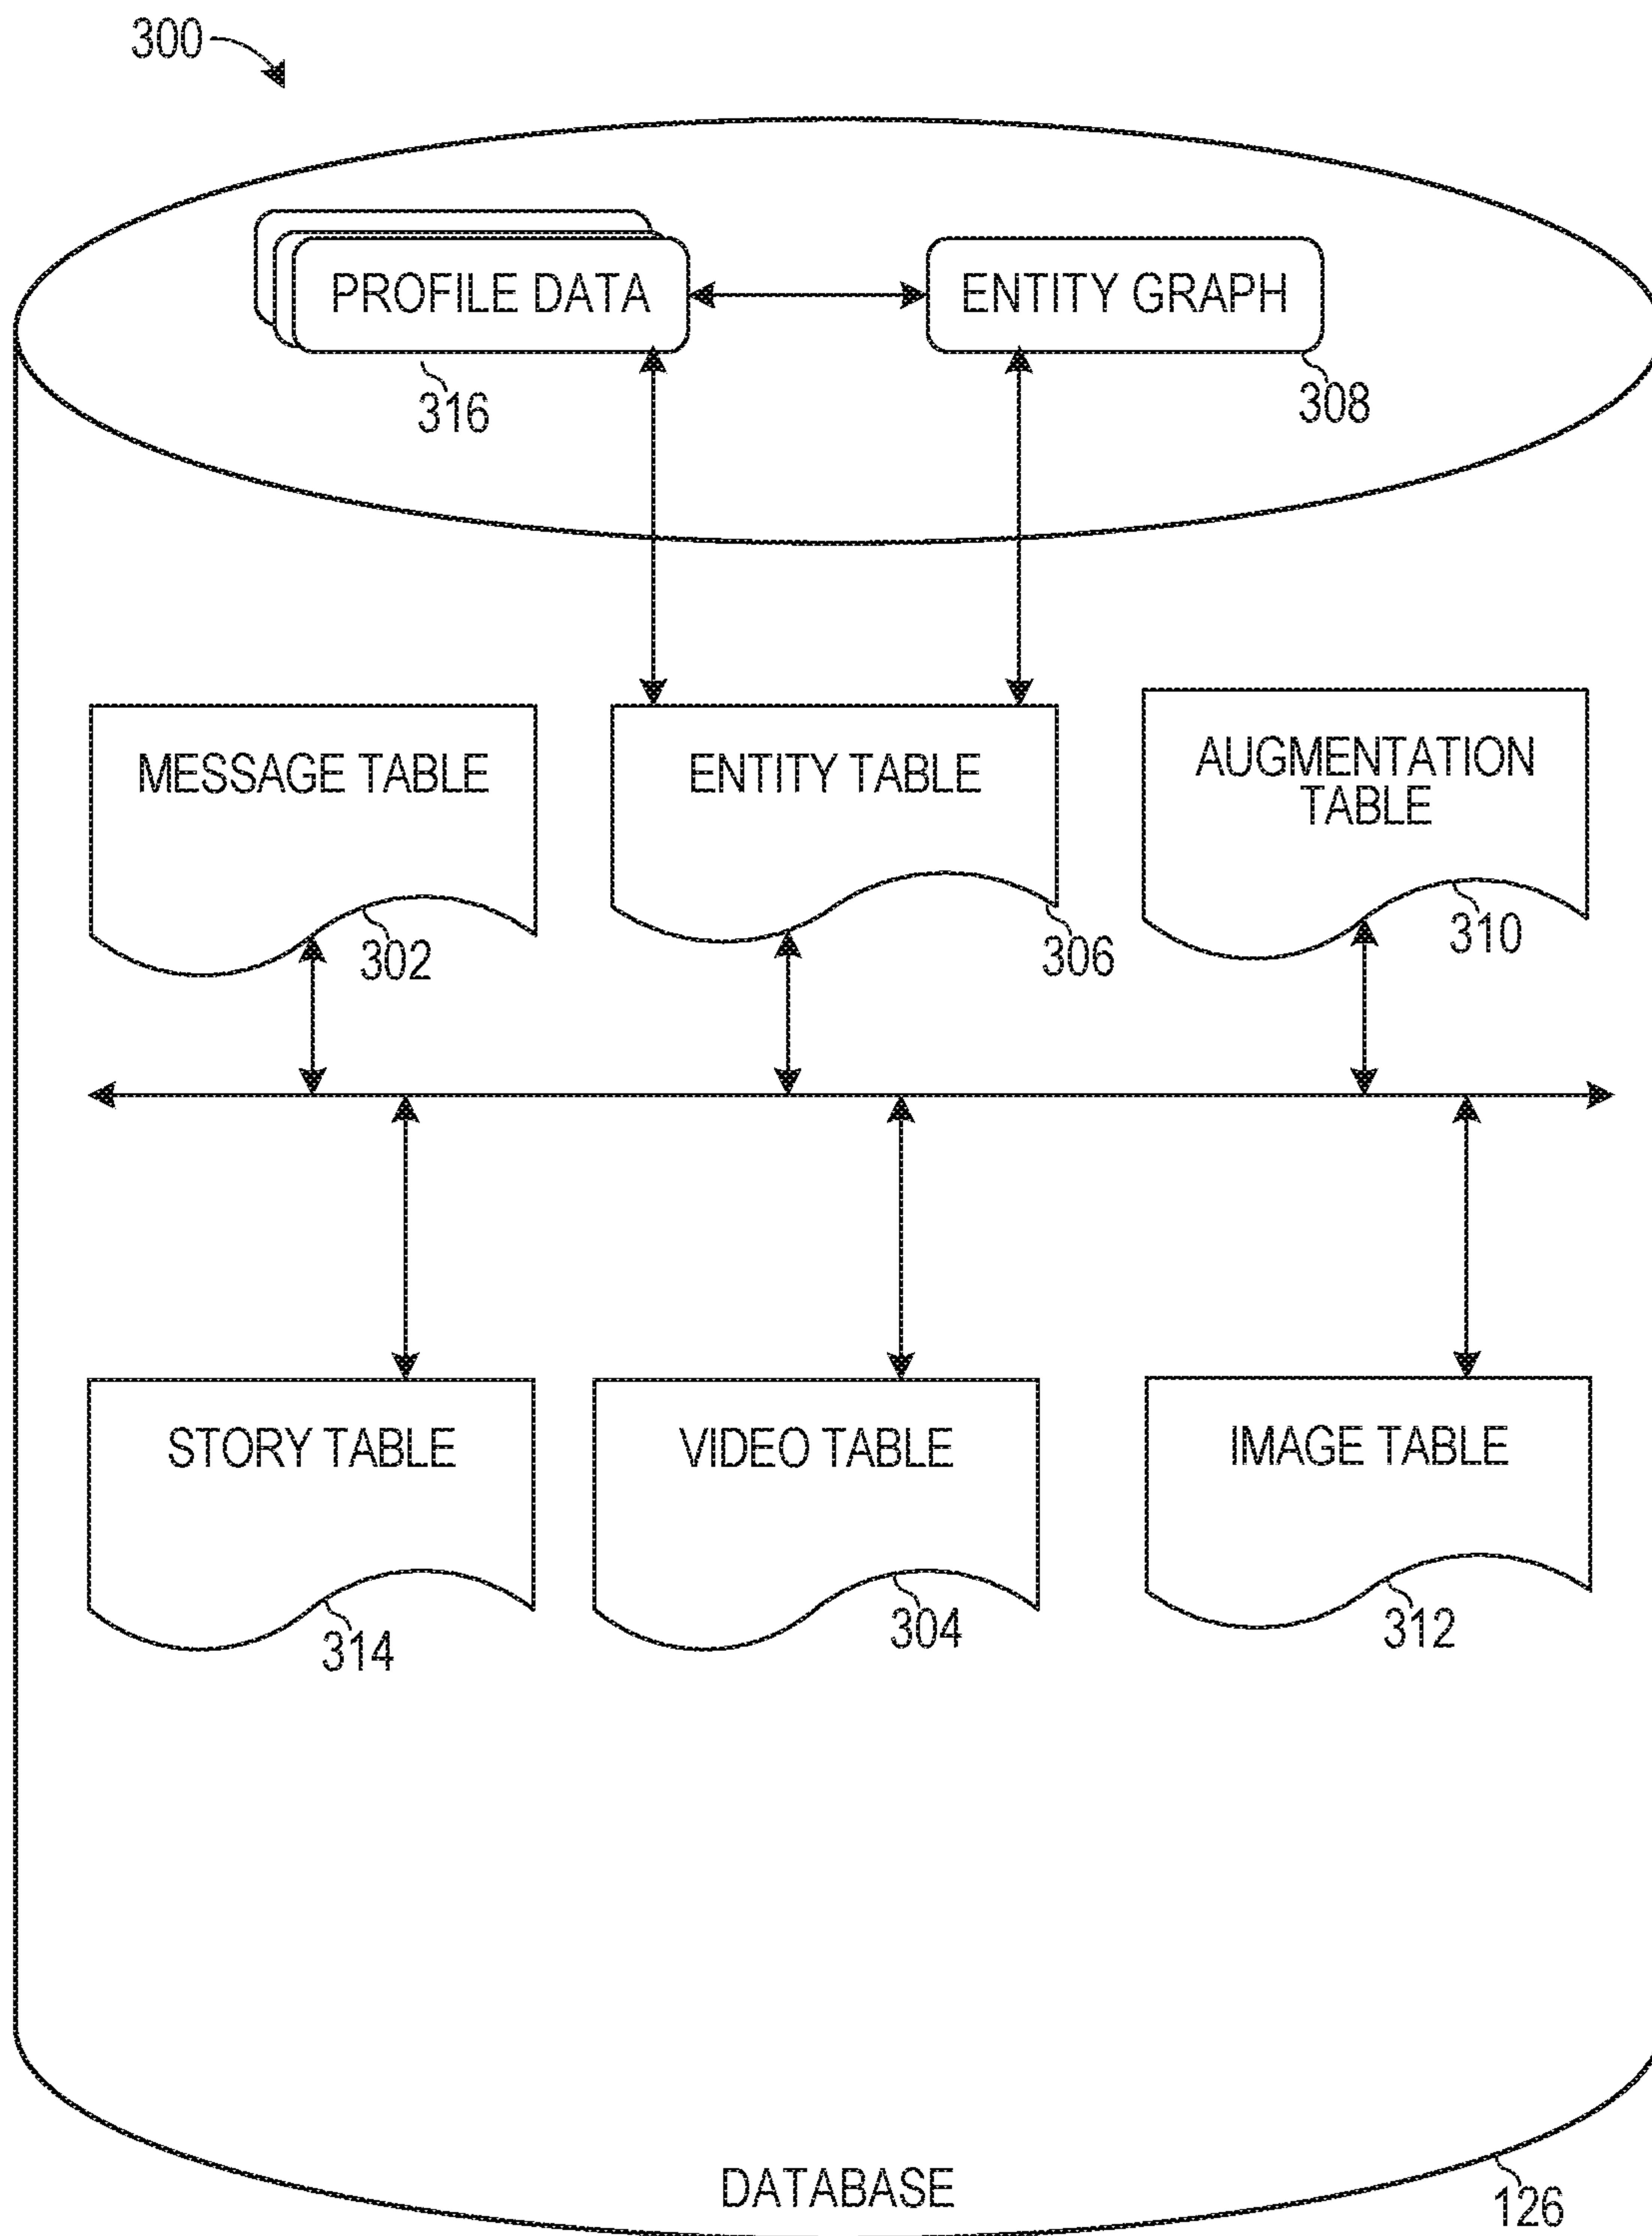 300
PROFILE DATA
ENTITY GRAPH
316
308
MESSAGE TABLE
ENTITY TABLE
AUGMENTATION
TABLE
302
306
310
STORY TABLE
VIDEO TABLE
IMAGE TABLE
314
304
312
DATABASE
126